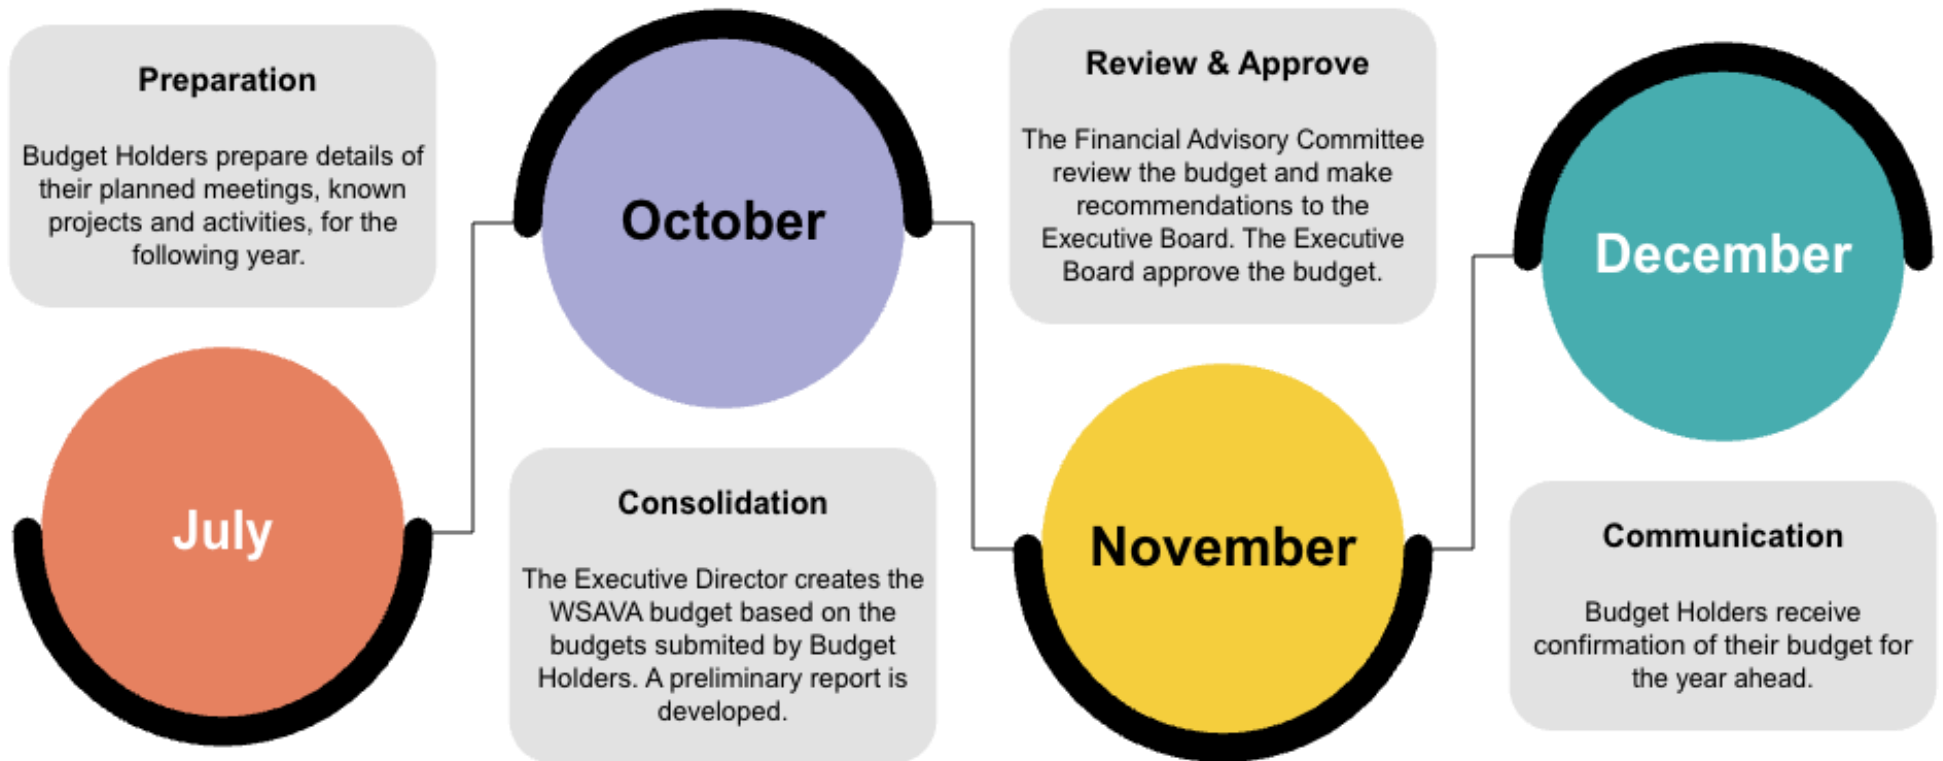 Preparation
Budget Holders prepare details of
their planned meetings, known
projects and activities, for the
following year.
July
October
Consolidation
The Executive Director creates the
WSAVA budget based on the
budgets submited by Budget
Holders. A preliminary report is
developed.
Review & Approve
The Financial Advisory Committee
review the budget and make
recommendations to the
Executive Board. The Executive
Board approve the budget.
November
December
Communication
Budget Holders receive
confirmation of their budget for
the year ahead.